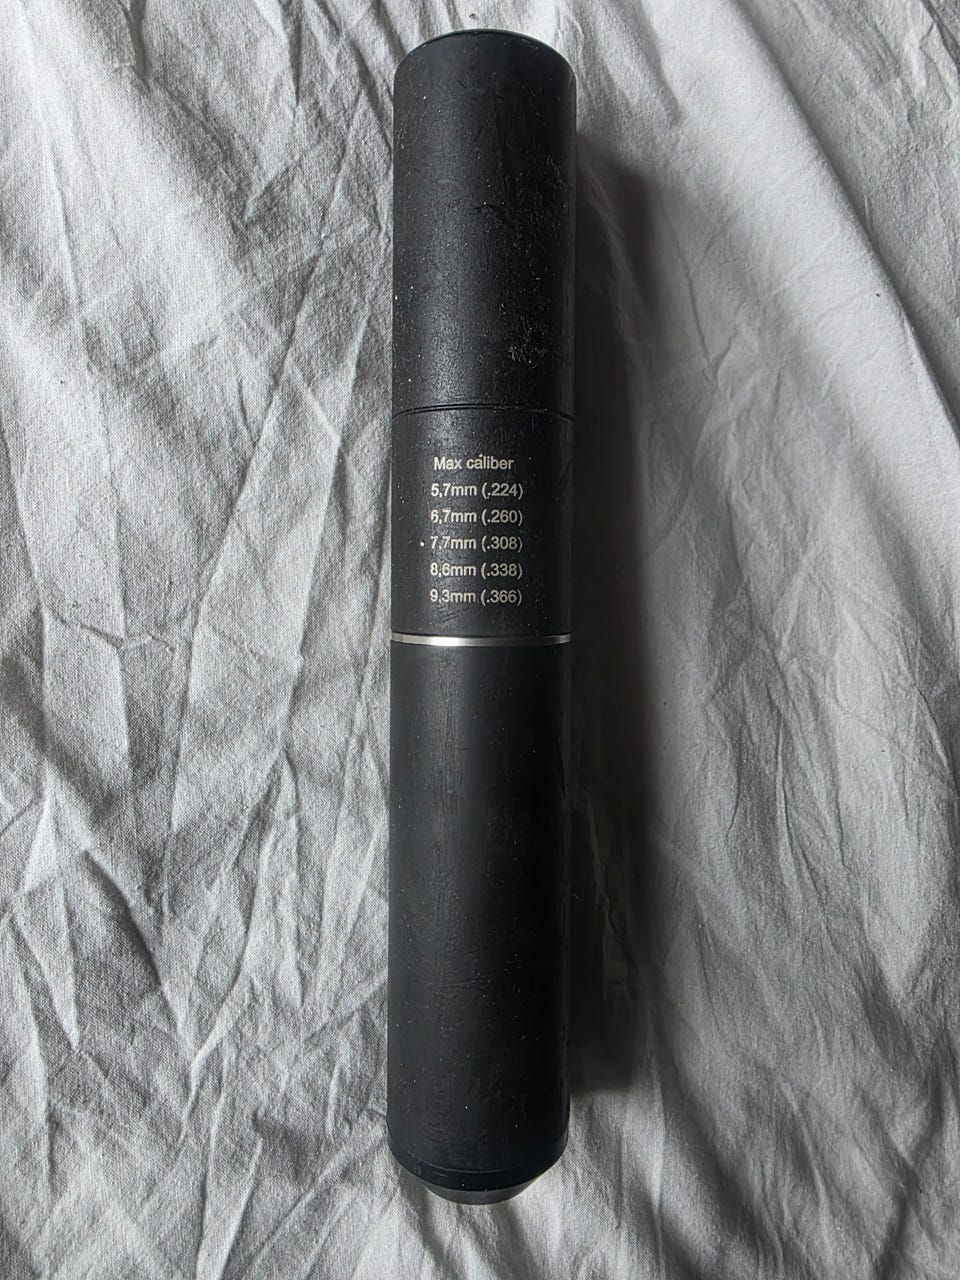 Max caliber
5,7mm (.224)
6,7mm (.260)
7,7mm (.308)
8,6mm (.338)
9,3mm (.366)